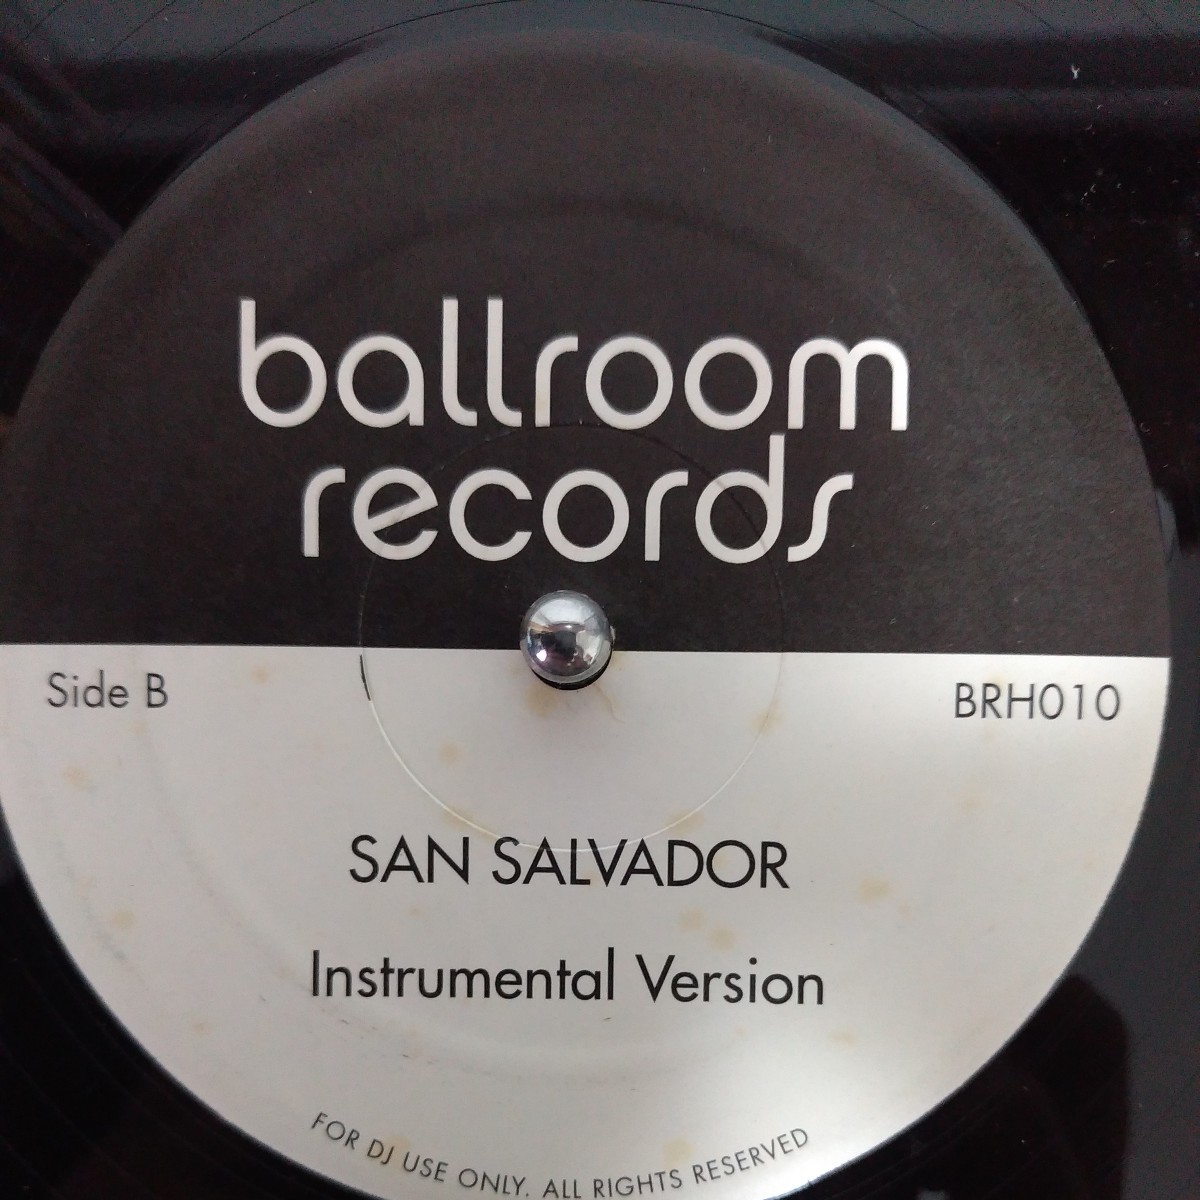 ballroom
records
Side B
BRH010
SAN SALVADOR
Instrumental Version
FOR DJ USE ONLY. ALL RIGHTS RESERVED